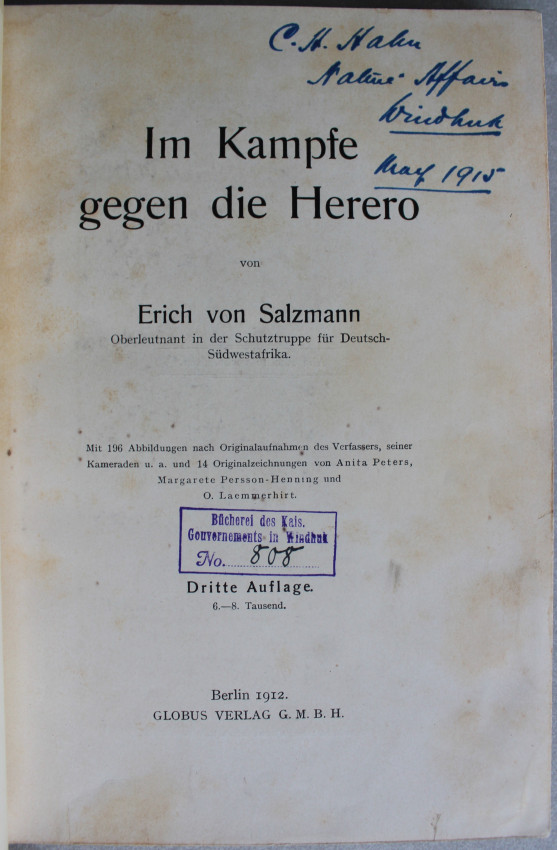 C. H. Hahn
Native Affairs
Windhuk
May 1915
Im Kampfe
gegen die Herero
von
Erich von Salzmann
Oberleutnant in der Schutztruppe für Deutsch-
Südwestafrika.
Mit 196 Abbildungen nach Originalaufnahmen des Verfassers, seiner
Kameraden u. a. und 14 Originalzeichnungen von Anita Peters,
Margarete Persson-Henning und
O. Laemmerhirt.
Bücherei des Kais.
Gouvernements in Windhuk
No. 808
Dritte Auflage.
6.—8. Tausend.
Berlin 1912.
GLOBUS VERLAG G. M. B. H.